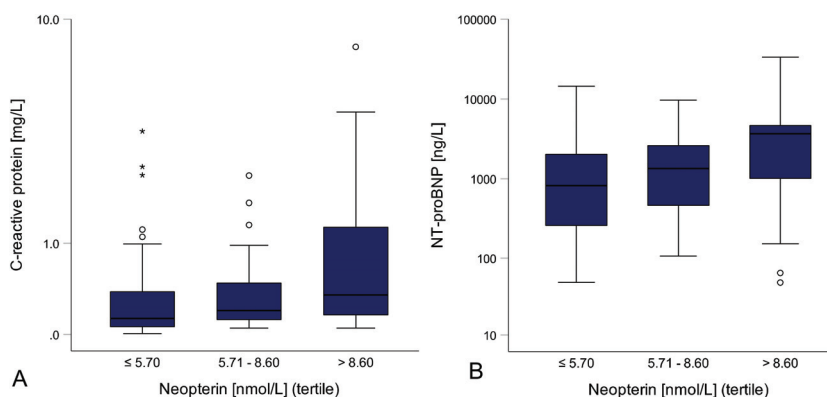 10.0
1.0
.0
C-reactive protein [mg/L]
≤ 5.70
5.71 - 8.60
> 8.60
Neopterin [nmol/L] (tertile)
A
100000
10000
1000
100
10
NT-proBNP [ng/L]
≤ 5.70
5.71 - 8.60
> 8.60
Neopterin [nmol/L] (tertile)
B